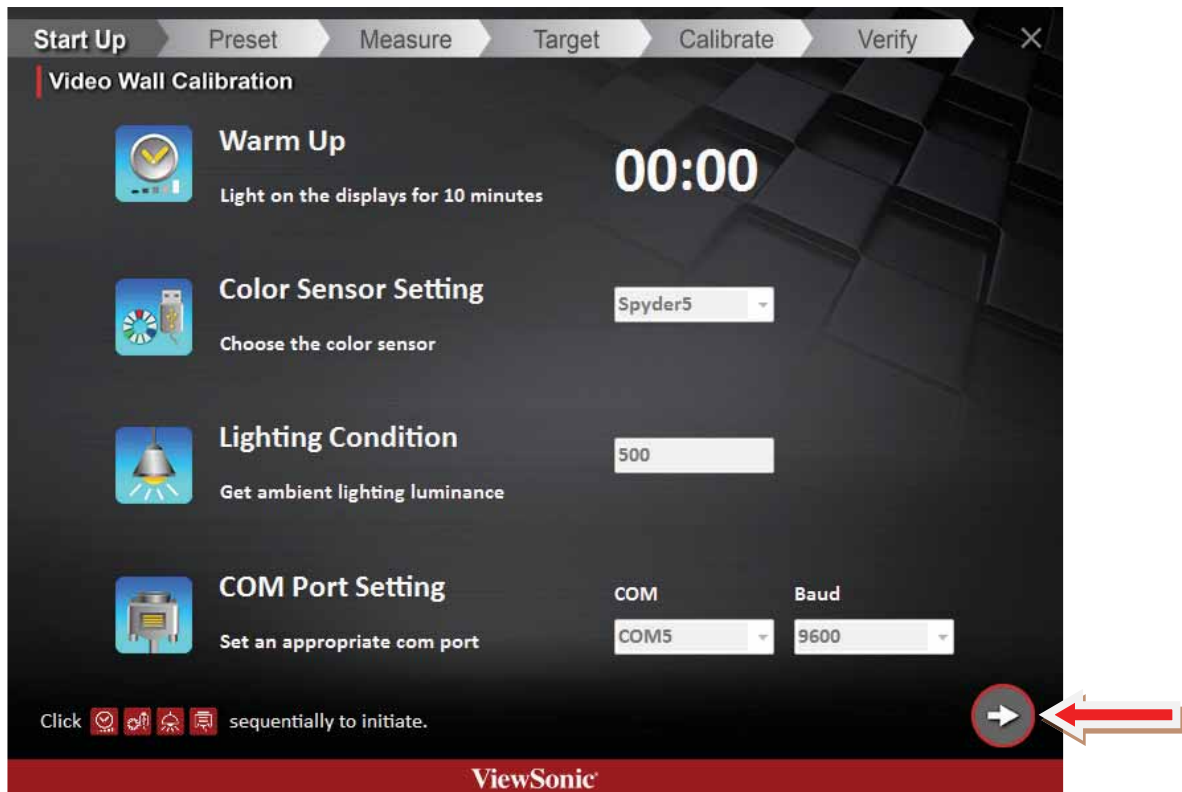 Start Up Preset Measure Target Calibrate Verify
Video Wall Calibration
Warm Up
Light on the displays for 10 minutes
00:00
Color Sensor Setting
Choose the color sensor
Spyder5
Lighting Condition
Get ambient lighting luminance
500
COM Port Setting
Set an appropriate com port
COM Baud
COM5 9600
Click sequentially to initiate.
ViewSonic